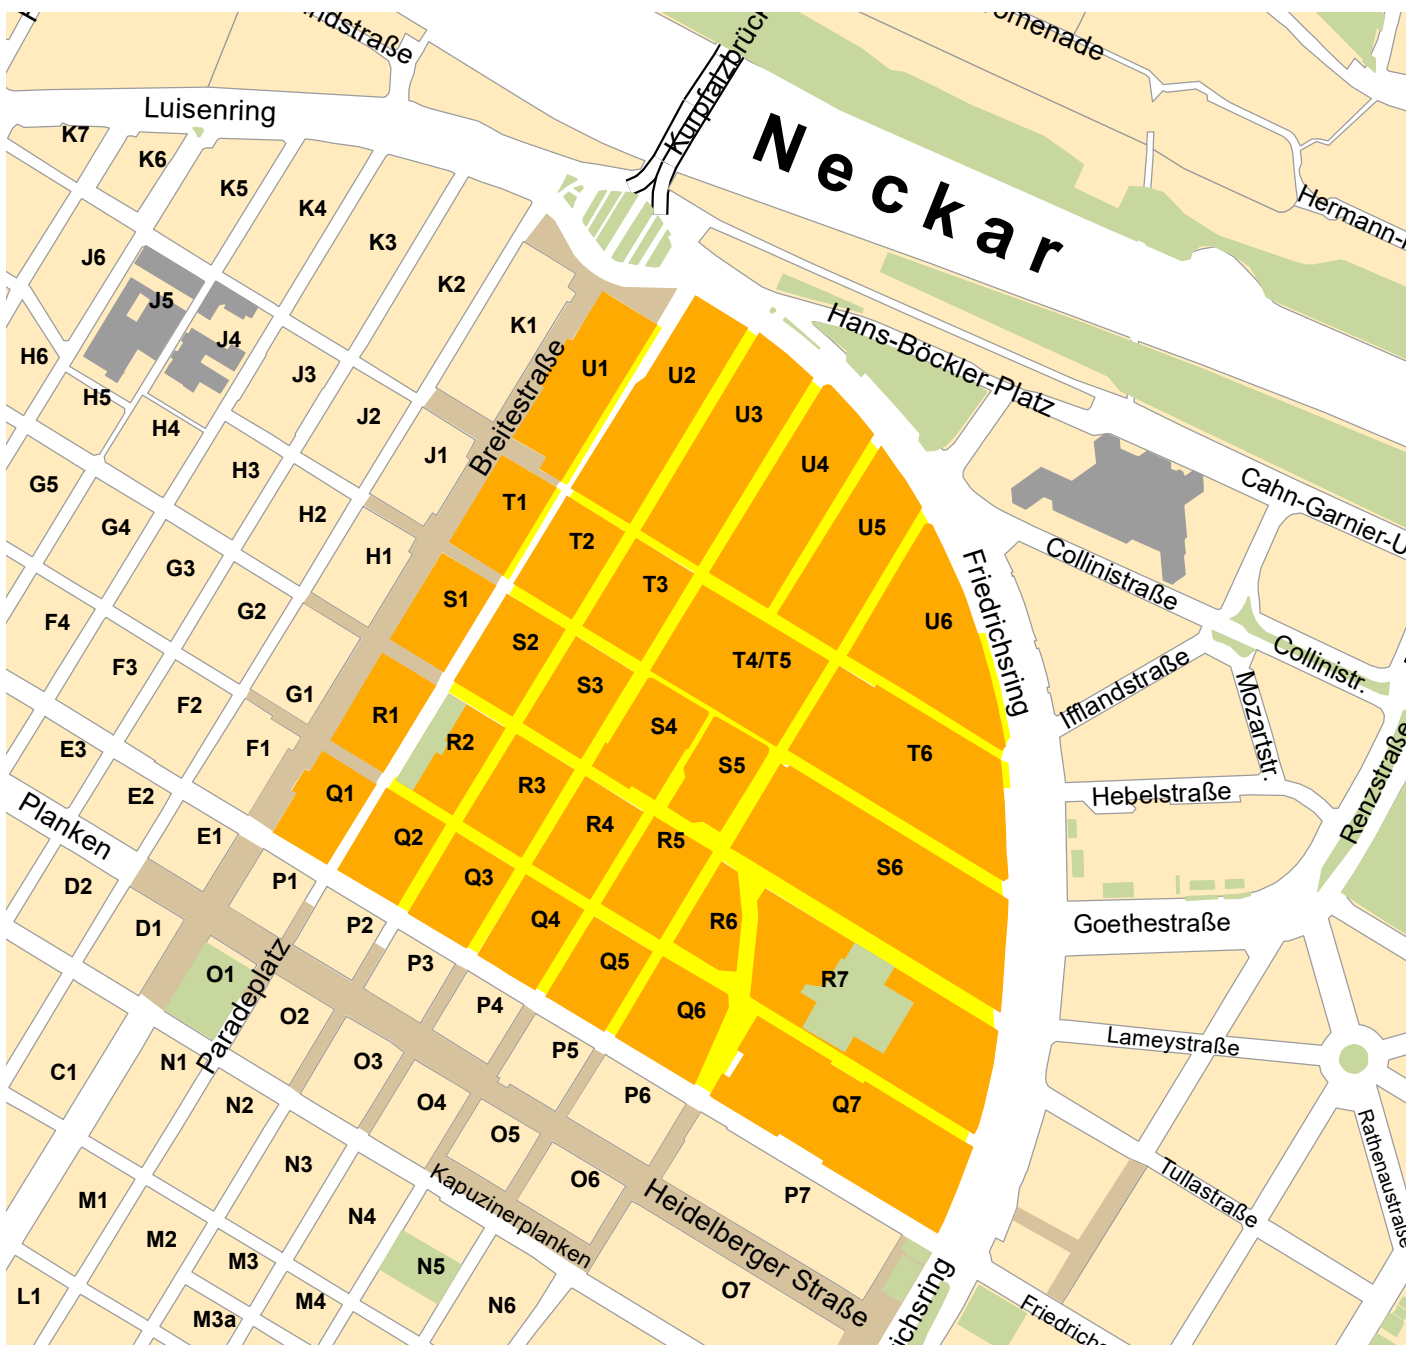 ndstraße
omenade
Kurpfalzbrück
Luisenring
Neckar
K7
K6
K5
K4
K3
K2
K1
Hermann-
J6
J5
J4
J3
J2
J1
Hans-Böckler-Platz
H6
H5
H4
H3
H2
H1
Breitestraße
U1
U2
U3
U4
U5
U6
Cahn-Garnier-U
G5
G4
G3
G2
G1
T1
T2
T3
T4/T5
T6
Friedrichsring
Collinistraße
Collinistr.
Ifflandstraße
Mozartstr.
Renzstraße
F4
F3
F2
F1
S1
S2
S3
S4
S5
S6
Hebelstraße
E3
E2
E1
Planken
R1
R2
R3
R4
R5
R6
R7
Goethestraße
D2
D1
Q1
Q2
Q3
Q4
Q5
Q6
Q7
Lameystraße
P1
P2
P3
P4
P5
P6
P7
Paradeplatz
O1
O2
O3
O4
O5
O6
O7
C1
N1
N2
N3
N4
N5
N6
Kapuzinerplanken
Heidelberger Straße
Tullastraße
Rathenaustraße
M1
M2
M3
M3a
M4
L1
ichsring
Friedrichs